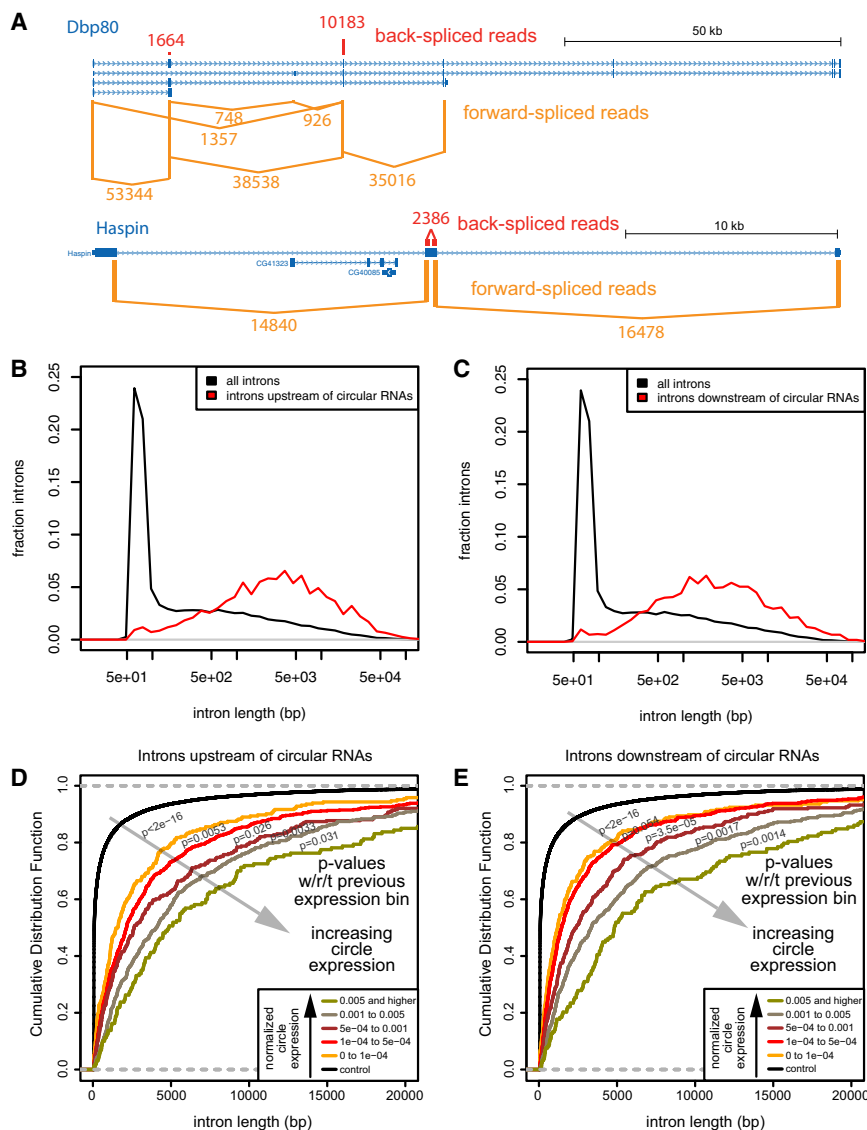 A
Dbp80
1664
10183
back-spliced reads
50 kb
748
926
forward-spliced reads
1357
53344
38538
35016
Haspin
2386
back-spliced reads
10 kb
Haspin
CG41323
CG40085
forward-spliced reads
14840
16478
B
all introns
introns upstream of circular RNAs
fraction introns
0.25
0.20
0.15
0.10
0.05
0.00
5e+01
5e+02
5e+03
5e+04
intron length (bp)
C
all introns
introns downstream of circular RNAs
fraction introns
0.25
0.20
0.15
0.10
0.05
0.00
5e+01
5e+02
5e+03
5e+04
intron length (bp)
D
Introns upstream of circular RNAs
Cumulative Distribution Function
1.0
0.8
0.6
0.4
0.2
0.0
p<2e−16
p=0.0053
p=0.026
p=0.0033
p=0.031
p-values
w/r/t previous
expression bin
increasing
circle
expression
normalized
circle
expression
0.005 and higher
0.001 to 0.005
5e−04 to 0.001
1e−04 to 5e−04
0 to 1e−04
control
0
5000
10000
15000
20000
intron length (bp)
E
Introns downstream of circular RNAs
Cumulative Distribution Function
1.0
0.8
0.6
0.4
0.2
0.0
p<2e−16
p=3.5e−05
p=0.0017
p=0.0014
p-values
w/r/t previous
expression bin
increasing
circle
expression
normalized
circle
expression
0.005 and higher
0.001 to 0.005
5e−04 to 0.001
1e−04 to 5e−04
0 to 1e−04
control
0
5000
10000
15000
20000
intron length (bp)